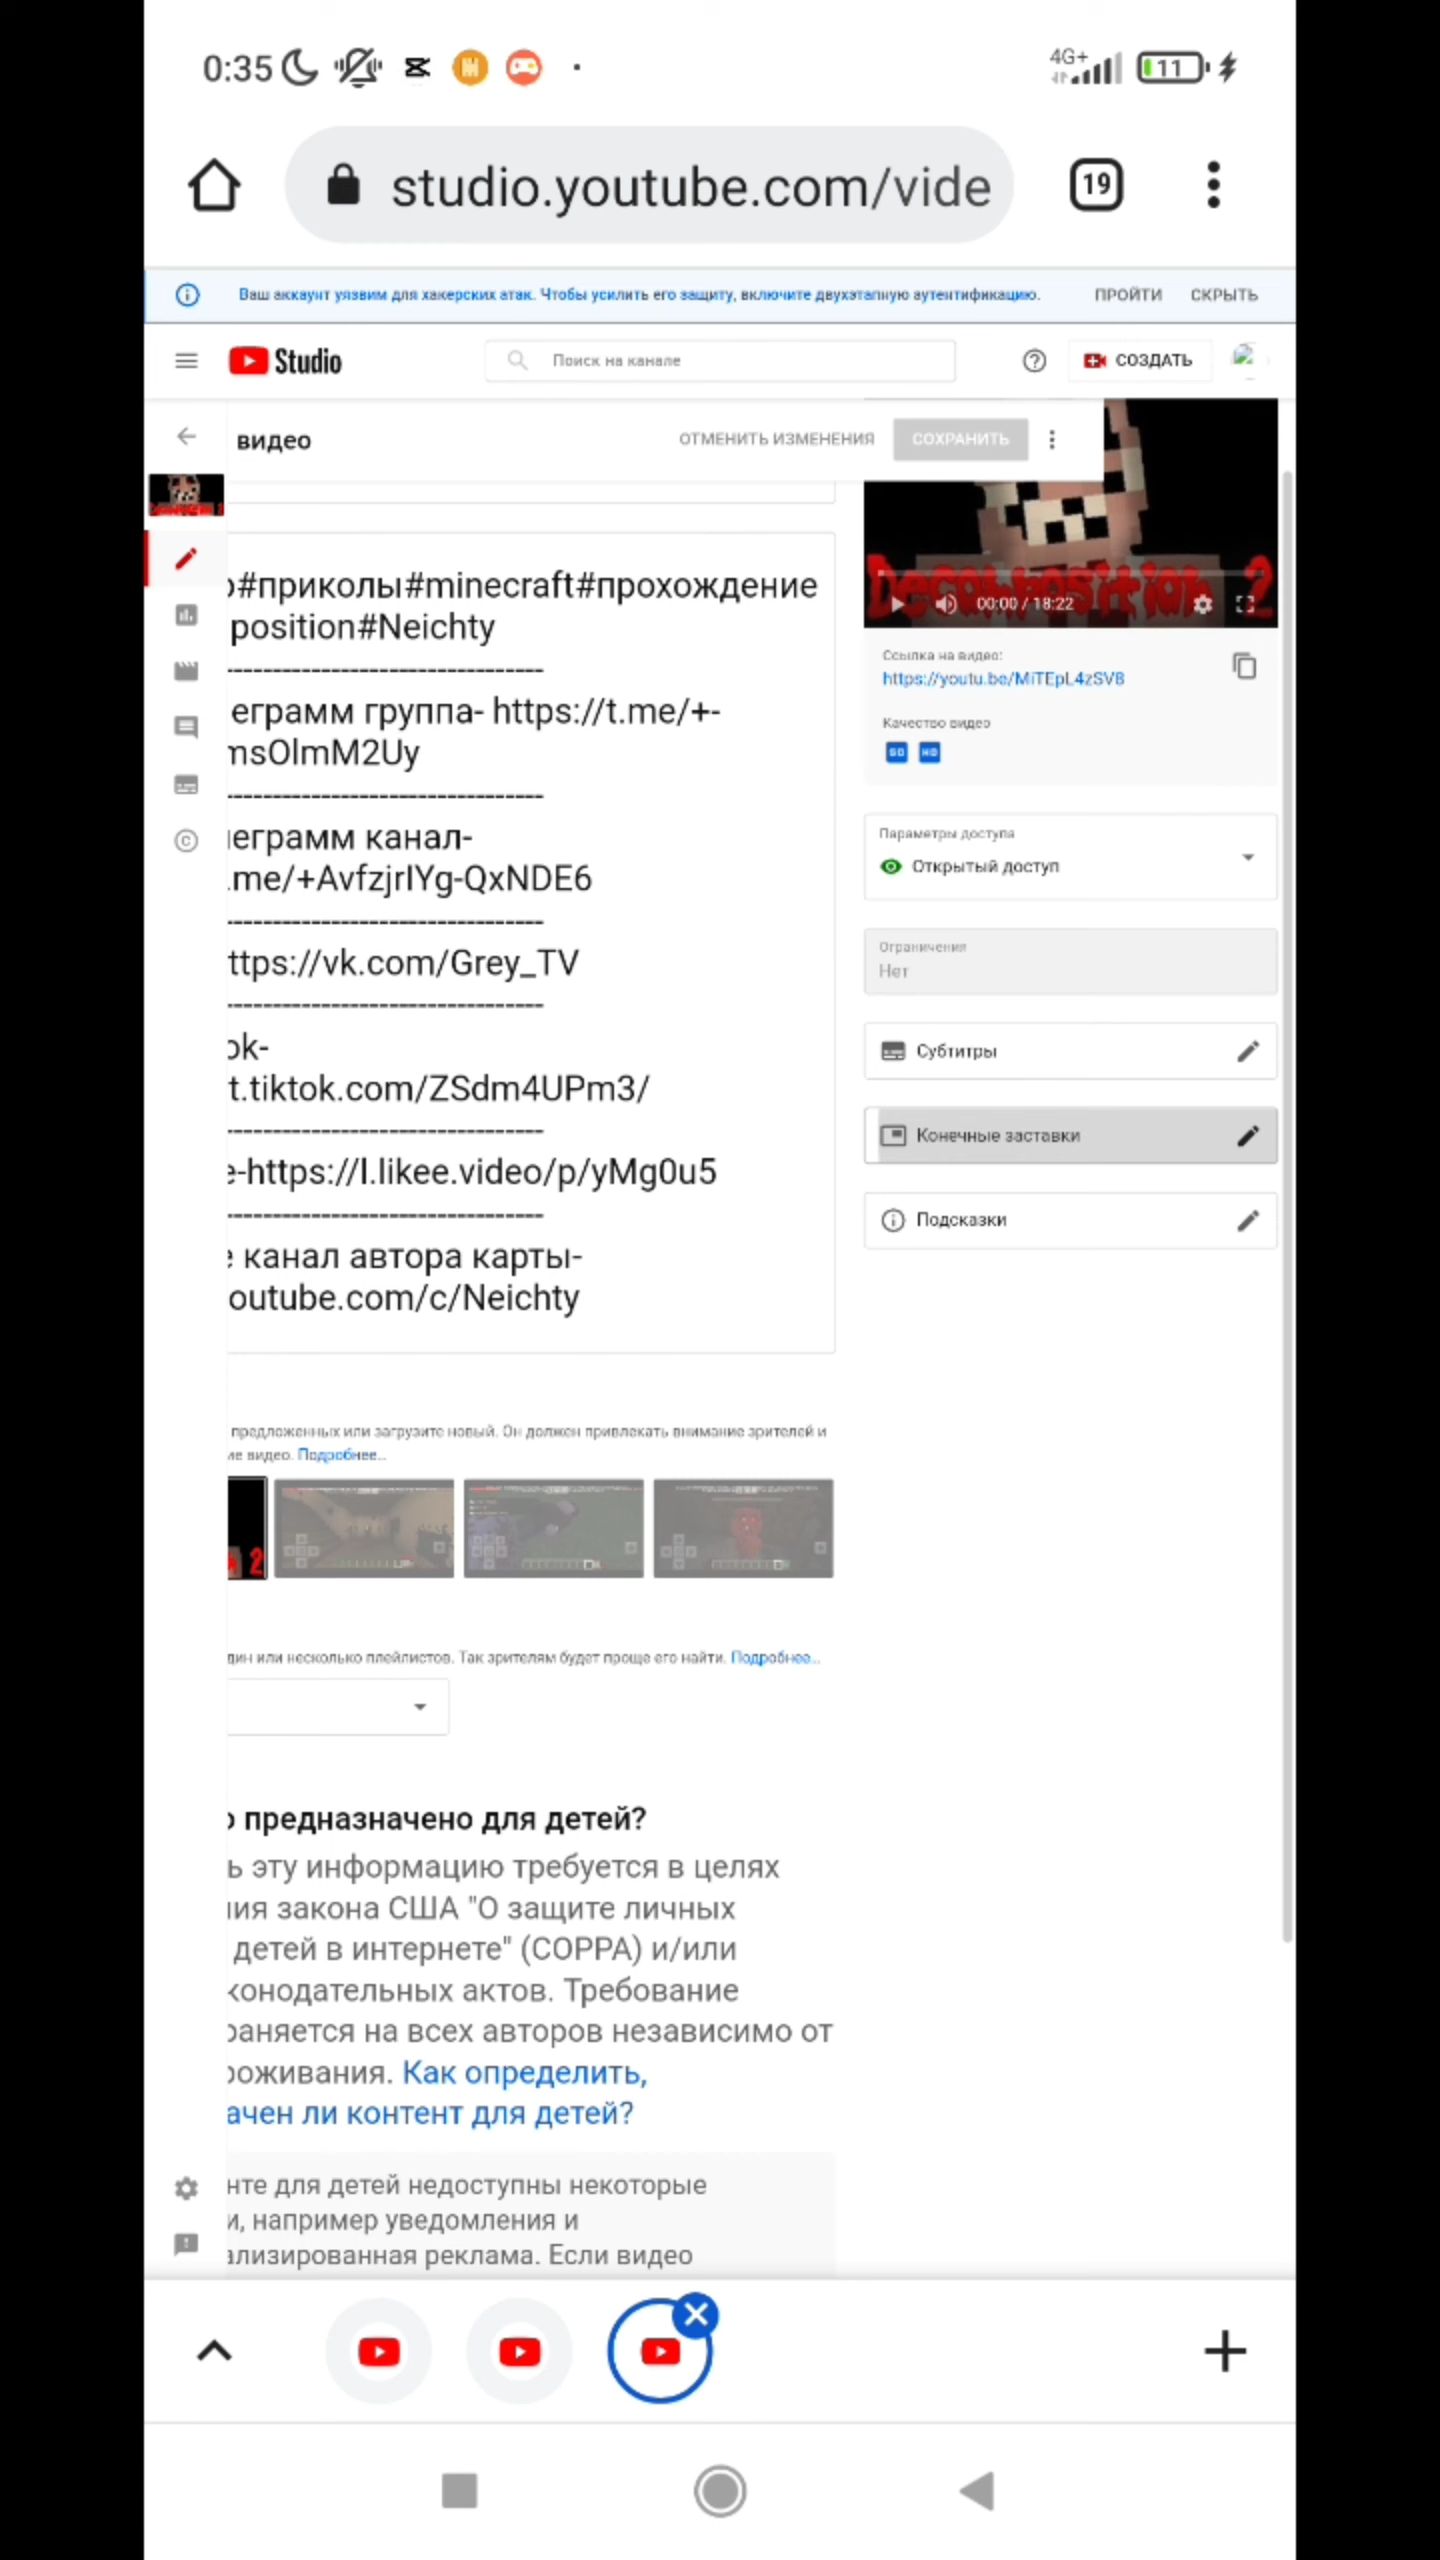 0:35
4G+
11
studio.youtube.com/vide
19
Ваш аккаунт уязвим для хакерских атак. Чтобы усилить его защиту, включите двухэтапную аутентификацию.
ПРОЙТИ
СКРЫТЬ
Studio
Поиск на канале
СОЗДАТЬ
видео
ОТМЕНИТЬ ИЗМЕНЕНИЯ
СОХРАНИТЬ
о#приколы#minecraft#прохождение
position#Neichty
---------------------------------
еграмм группа- https://t.me/+-
msOlmM2Uy
---------------------------------
еграмм канал-
.me/+AvfzjrlYg-QxNDE6
---------------------------------
ttps://vk.com/Grey_TV
---------------------------------
ok-
t.tiktok.com/ZSdm4UPm3/
---------------------------------
e-https://l.likee.video/p/yMg0u5
---------------------------------
е канал автора карты-
outube.com/c/Neichty
Decomposition 2
00:00 / 18:22
Ссылка на видео:
https://youtu.be/MiTEpL4zSV8
Качество видео
SD
HD
Параметры доступа
Открытый доступ
Ограничения
Нет
Субтитры
Конечные заставки
Подсказки
предложенных или загрузите новый. Он должен привлекать внимание зрителей и
ие видео. Подробнее...
2
дин или несколько плейлистов. Так зрителям будет проще его найти. Подробнее...
о предназначено для детей?
ь эту информацию требуется в целях
ия закона США "О защите личных
детей в интернете" (COPPA) и/или
конодательных актов. Требование
раняется на всех авторов независимо от
роживания. Как определить,
ачен ли контент для детей?
нте для детей недоступны некоторые
и, например уведомления и
ализированная реклама. Если видео